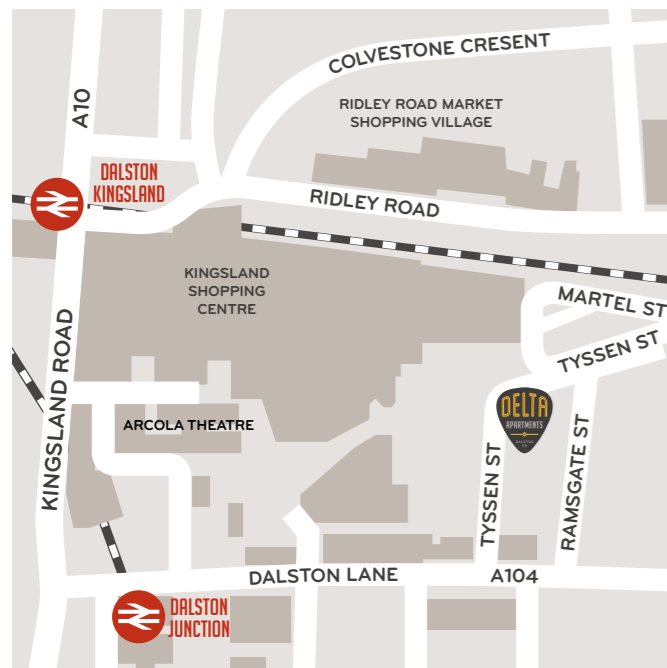 COLVESTONE CRESENT
A10
RIDLEY ROAD MARKET
SHOPPING VILLAGE
DALSTON
KINGSLAND
RIDLEY ROAD
KINGSLAND
SHOPPING
CENTRE
MARTEL ST
TYSSEN ST
KINGSLAND ROAD
DELTA
APARTMENTS
DALSTON
ARCOLA THEATRE
TYSSEN ST
RAMSGATE ST
DALSTON LANE
A104
DALSTON
JUNCTION